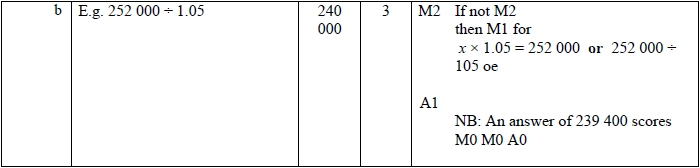 b E.g. 252 000 ÷ 1.05 240 3 M2 If not M2
000 then M1 for
x × 1.05 = 252 000 or 252 000 ÷
105 oe
A1
NB: An answer of 239 400 scores
M0 M0 A0